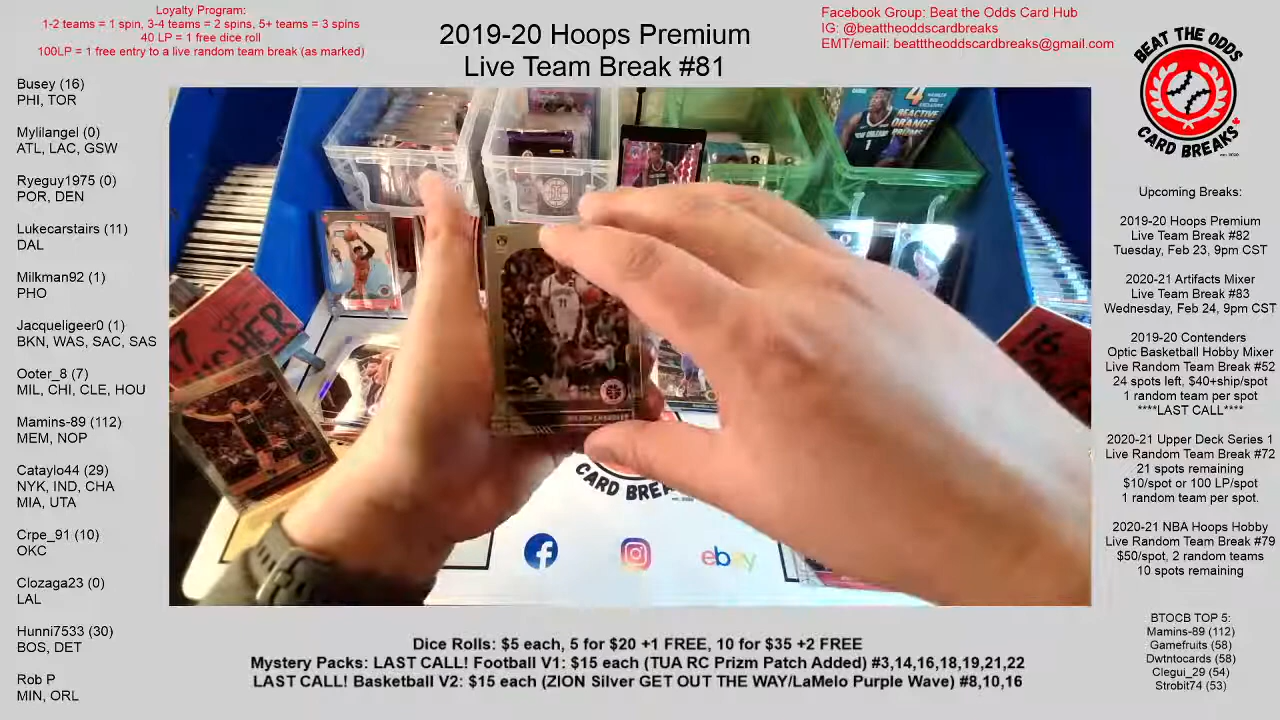 Loyalty Program:
1-2 teams = 1 spin, 3-4 teams = 2 spins, 5+ teams = 3 spins
40 LP = 1 free dice roll
100LP = 1 free entry to a live random team break (as marked)
2019-20 Hoops Premium
Live Team Break #81
Facebook Group: Beat the Odds Card Hub
IG: @beattheoddscardbreaks
EMT/email: beattheoddscardbreaks@gmail.com
BEAT THE ODDS
CARD BREAKS
Busey (16)
PHI, TOR
Mylilangel (0)
ATL, LAC, GSW
Ryeguy1975 (0)
POR, DEN
Lukecarstairs (11)
DAL
Milkman92 (1)
PHO
Jacqueligeer0 (1)
BKN, WAS, SAC, SAS
Ooter_8 (7)
MIL, CHI, CLE, HOU
Mamins-89 (112)
MEM, NOP
Cataylo44 (29)
NYK, IND, CHA
MIA, UTA
Crpe_91 (10)
OKC
Clozaga23 (0)
LAL
Hunni7533 (30)
BOS, DET
Rob P
MIN, ORL
4
REACTIVE
ORANGE
PRIZMS
17
16
WILSON CHANDLER
CARD BREA
ebay
Upcoming Breaks:
2019-20 Hoops Premium
Live Team Break #82
Tuesday, Feb 23, 9pm CST
2020-21 Artifacts Mixer
Live Team Break #83
Wednesday, Feb 24, 9pm CST
2019-20 Contenders
Optic Basketball Hobby Mixer
Live Random Team Break #52
24 spots left, $40+ship/spot
1 random team per spot
****LAST CALL****
2020-21 Upper Deck Series 1
Live Random Team Break #72
21 spots remaining
$10/spot or 100 LP/spot
1 random team per spot.
2020-21 NBA Hoops Hobby
Live Random Team Break #79
$50/spot, 2 random teams
10 spots remaining
BTOCB TOP 5:
Mamins-89 (112)
Gamefruits (58)
Dwtntocards (58)
Clegui_29 (54)
Strobit74 (53)
Dice Rolls: $5 each, 5 for $20 +1 FREE, 10 for $35 +2 FREE
Mystery Packs: LAST CALL! Football V1: $15 each (TUA RC Prizm Patch Added) #3,14,16,18,19,21,22
LAST CALL! Basketball V2: $15 each (ZION Silver GET OUT THE WAY/LaMelo Purple Wave) #8,10,16